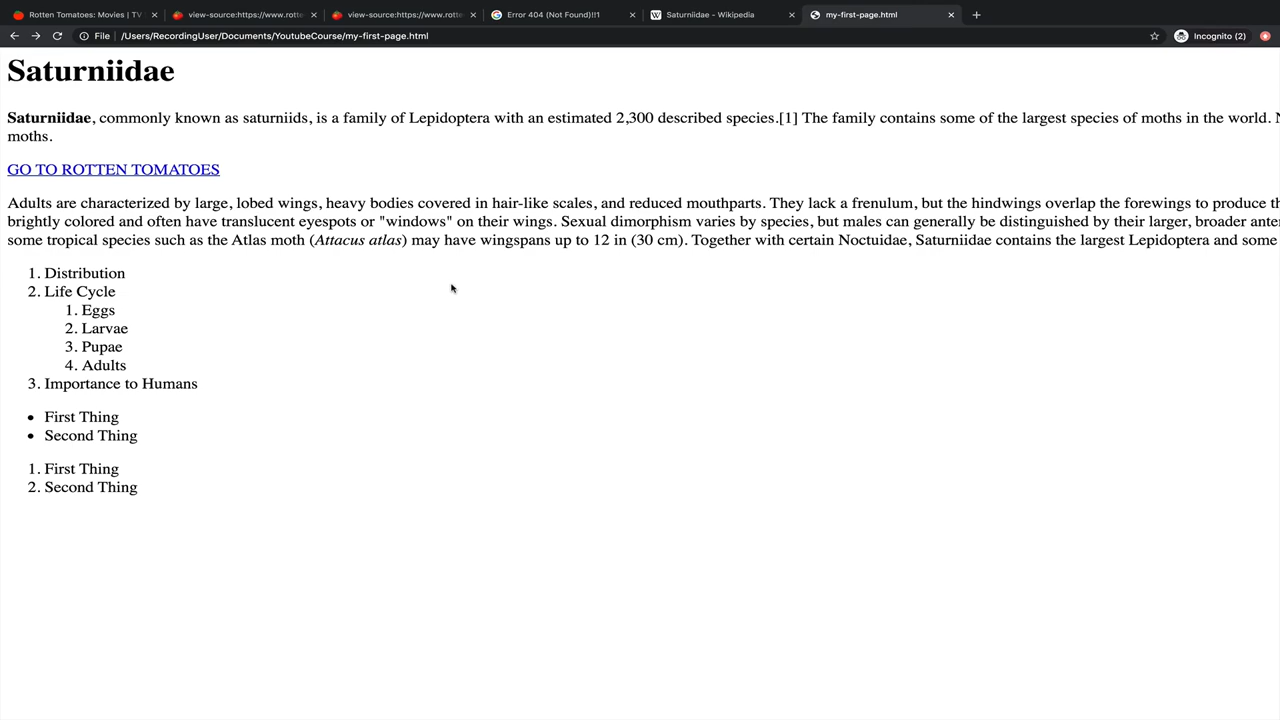 Rotten Tomatoes: Movies | TV
view-source:https://www.rotte
view-source:https://www.rotte
Error 404 (Not Found)!!1
Saturniidae - Wikipedia
my-first-page.html
File | /Users/RecordingUser/Documents/YoutubeCourse/my-first-page.html
Incognito (2)
Saturniidae
Saturniidae, commonly known as saturniids, is a family of Lepidoptera with an estimated 2,300 described species.[1] The family contains some of the largest species of moths in the world.
moths.
GO TO ROTTEN TOMATOES
Adults are characterized by large, lobed wings, heavy bodies covered in hair-like scales, and reduced mouthparts. They lack a frenulum, but the hindwings overlap the forewings to produce
brightly colored and often have translucent eyespots or "windows" on their wings. Sexual dimorphism varies by species, but males can generally be distinguished by their larger, broader
some tropical species such as the Atlas moth (Attacus atlas) may have wingspans up to 12 in (30 cm). Together with certain Noctuidae, Saturniidae contains the largest Lepidoptera and some
1. Distribution
2. Life Cycle
1. Eggs
2. Larvae
3. Pupae
4. Adults
3. Importance to Humans
• First Thing
• Second Thing
1. First Thing
2. Second Thing